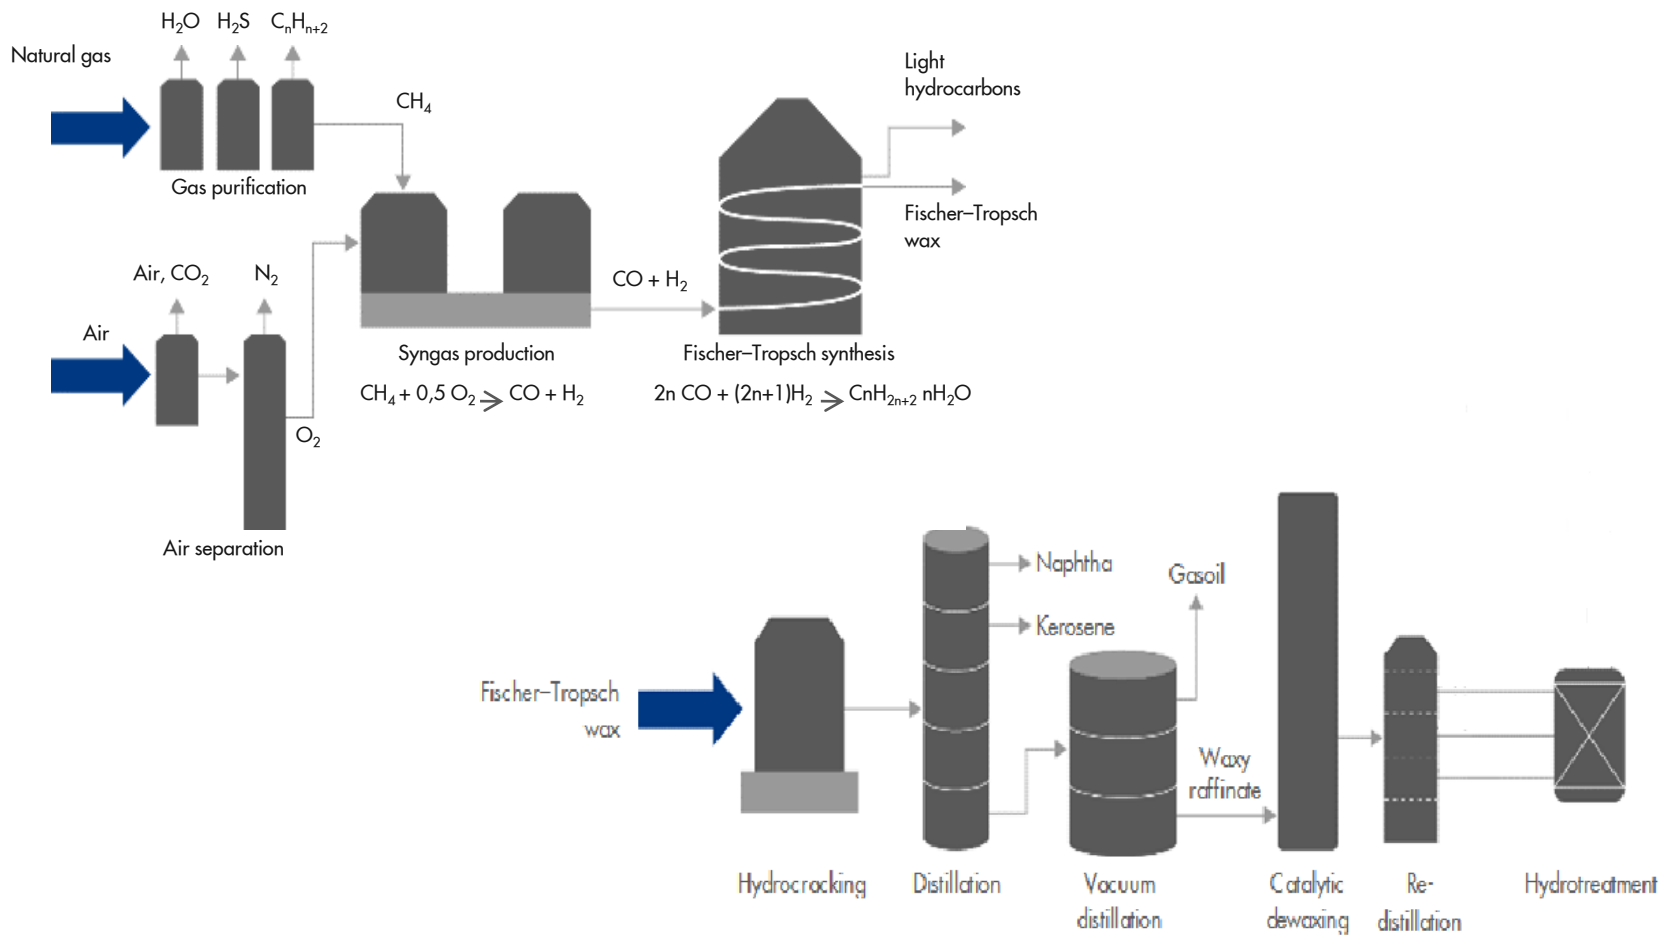 H₂O
H₂S
CₙHₙ₊₂
Natural gas
CH₄
Gas purification
Light
hydrocarbons
Fischer–Tropsch
wax
Air, CO₂
N₂
Air
O₂
Air separation
CO + H₂
Syngas production
CH₄ + 0,5 O₂ > CO + H₂
Fischer–Tropsch synthesis
2n CO + (2n+1)H₂ > CnH₂ₙ₊₂ nH₂O
Naphtha
Kerosene
Gasoil
Fischer–Tropsch
wax
Waxy
raffinate
Hydrocracking
Distillation
Vacuum
distillation
Catalytic
dewaxing
Re-
distillation
Hydrotreatment